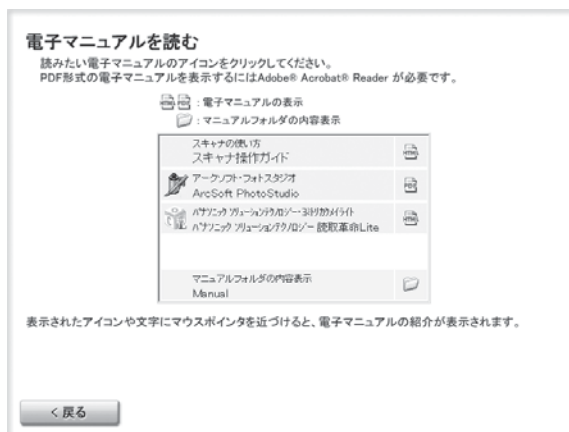 電子マニュアルを読む
読みたい電子マニュアルのアイコンをクリックしてください。
PDF形式の電子マニュアルを表示するにはAdobe® Acrobat® Reader が必要です。
HTML PDF : 電子マニュアルの表示
: マニュアルフォルダの内容表示
スキャナの使い方
スキャナ操作ガイド
HTML
アークソフト・フォトスタジオ
ArcSoft PhotoStudio
PDF
パナソニック ソリューションテクノロジー・
パナソニック ソリューションテクノロジー 読取革命Lite
HTML
マニュアルフォルダの内容表示
Manual
表示されたアイコンや文字にマウスポインタを近づけると、電子マニュアルの紹介が表示されます。
< 戻る